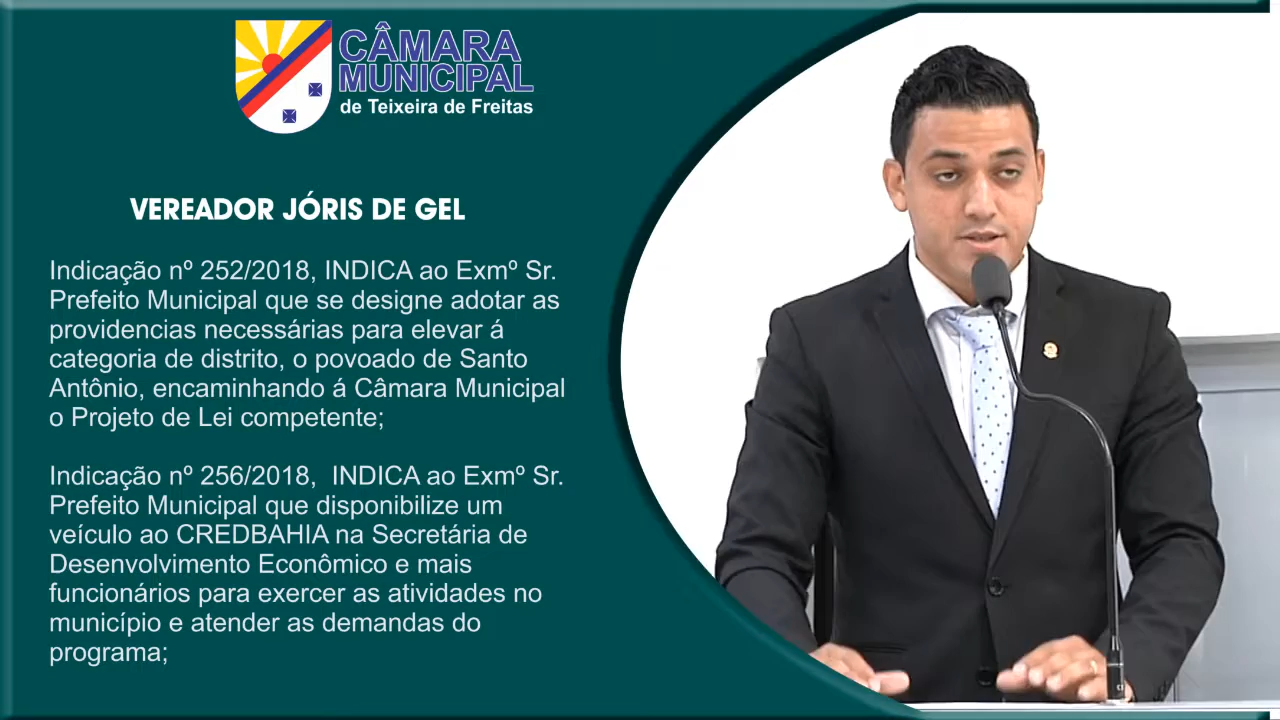 CÂMARA
MUNICIPAL
de Teixeira de Freitas
VEREADOR JÓRIS DE GEL
Indicação nº 252/2018, INDICA ao Exmº Sr.
Prefeito Municipal que se designe adotar as
providencias necessárias para elevar á
categoria de distrito, o povoado de Santo
Antônio, encaminhando á Câmara Municipal
o Projeto de Lei competente;
Indicação nº 256/2018,  INDICA ao Exmº Sr.
Prefeito Municipal que disponibilize um
veículo ao CREDBAHIA na Secretária de
Desenvolvimento Econômico e mais
funcionários para exercer as atividades no
município e atender as demandas do
programa;